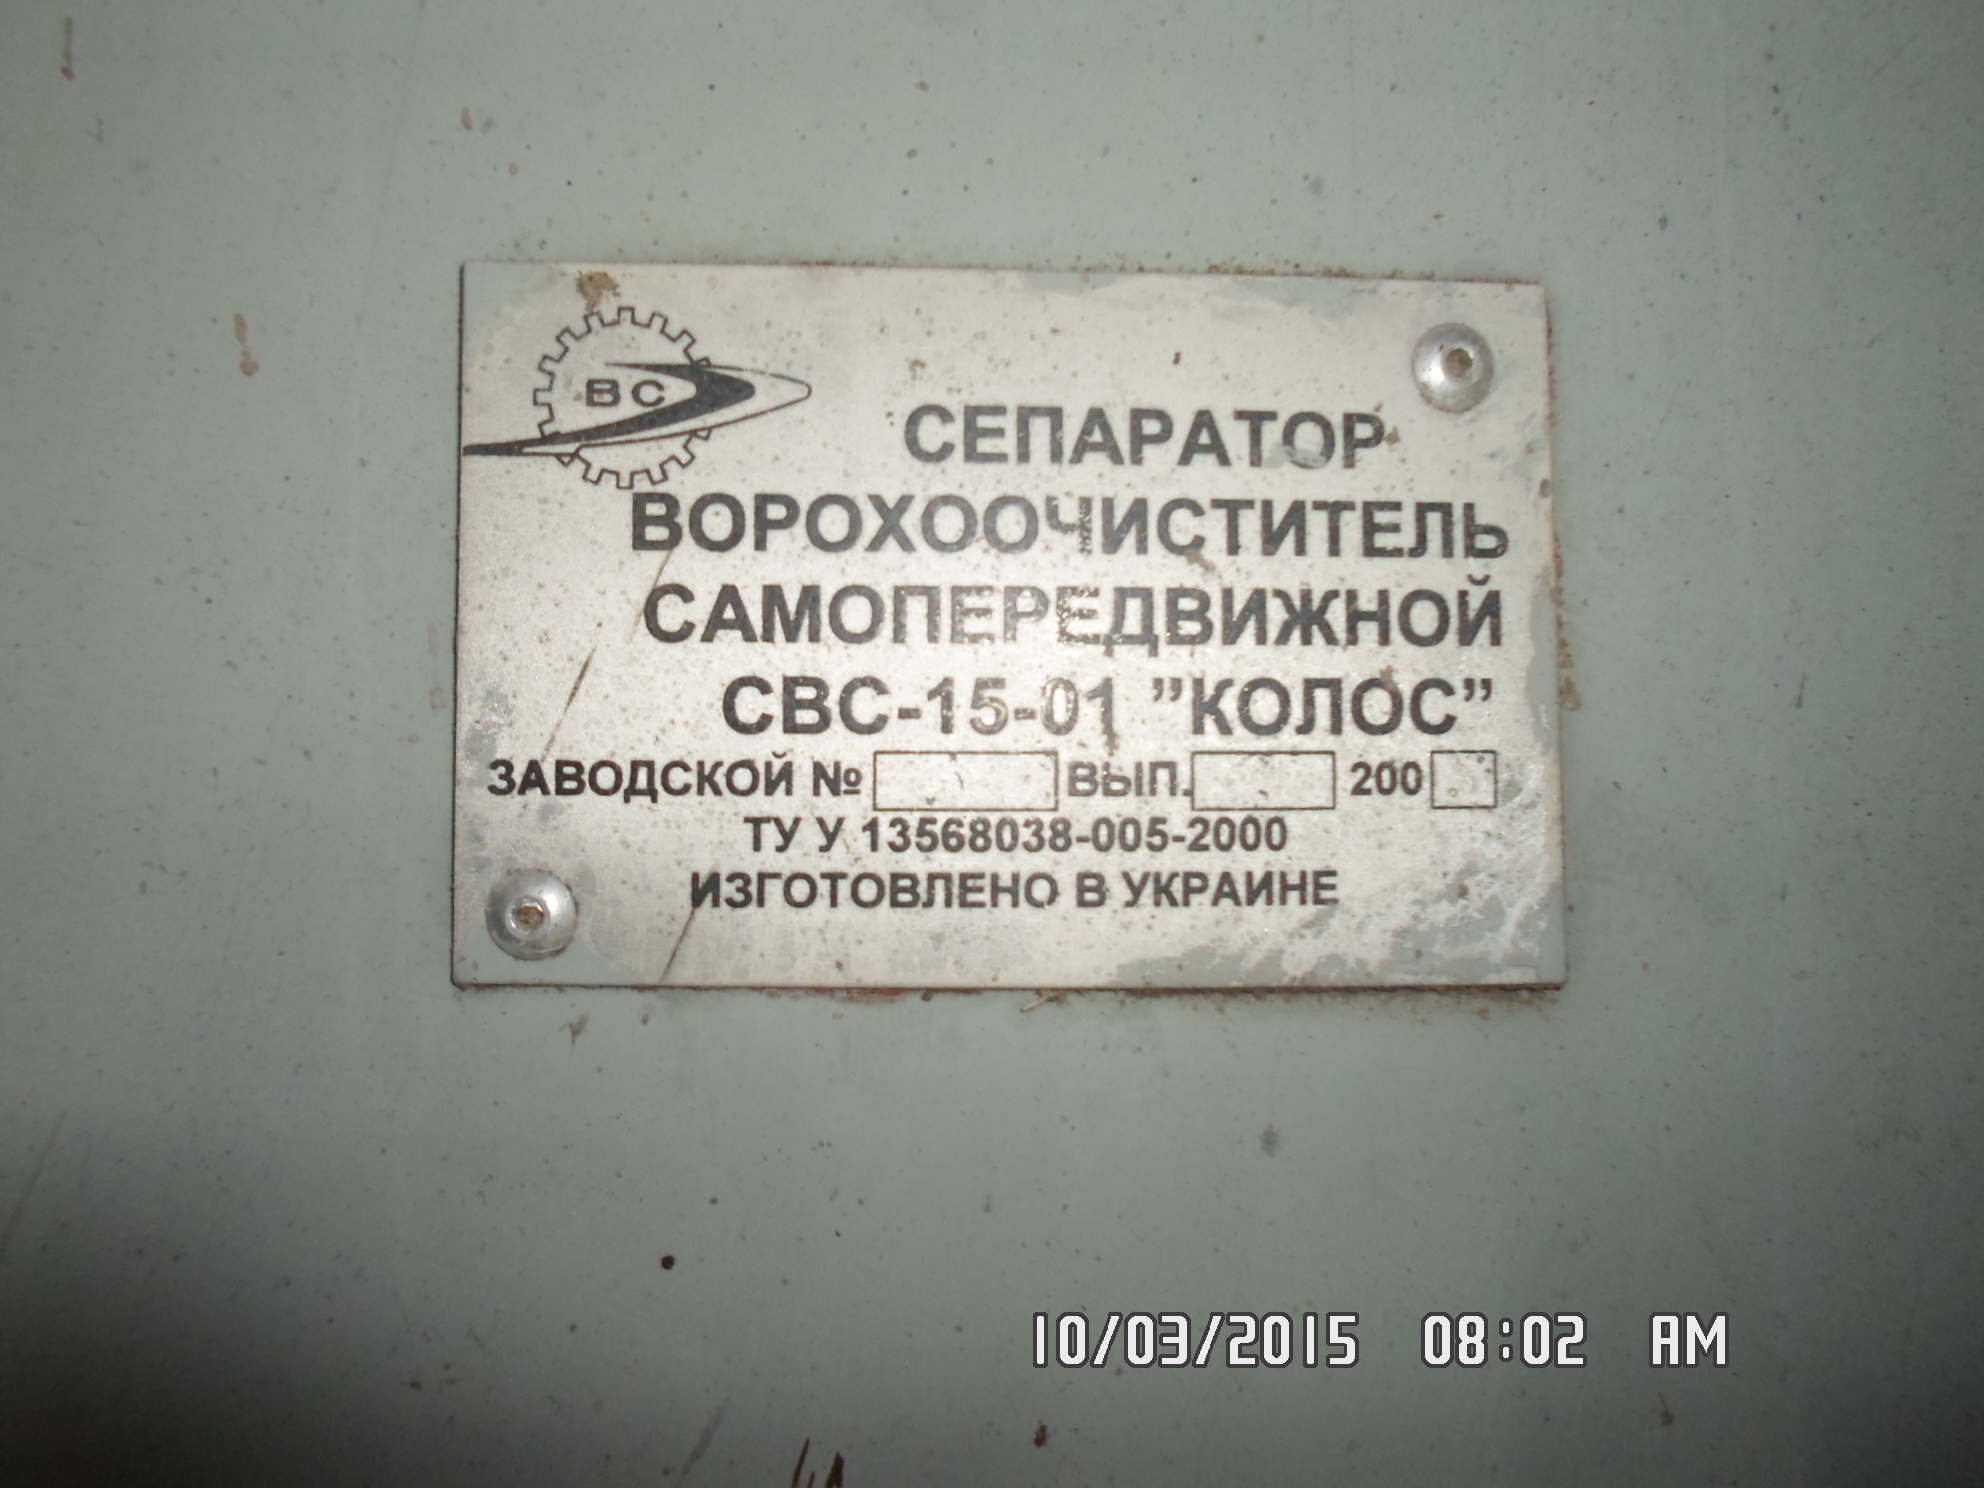 ВС
СЕПАРАТОР
ВОРОХООЧИСТИТЕЛЬ
САМОПЕРЕДВИЖНОЙ
СВС-15-01 ”КОЛОС”
ЗАВОДСКОЙ № ВЫП. 200
ТУ У 13568038-005-2000
ИЗГОТОВЛЕНО В УКРАИНЕ
10/03/2015 08:02 AM